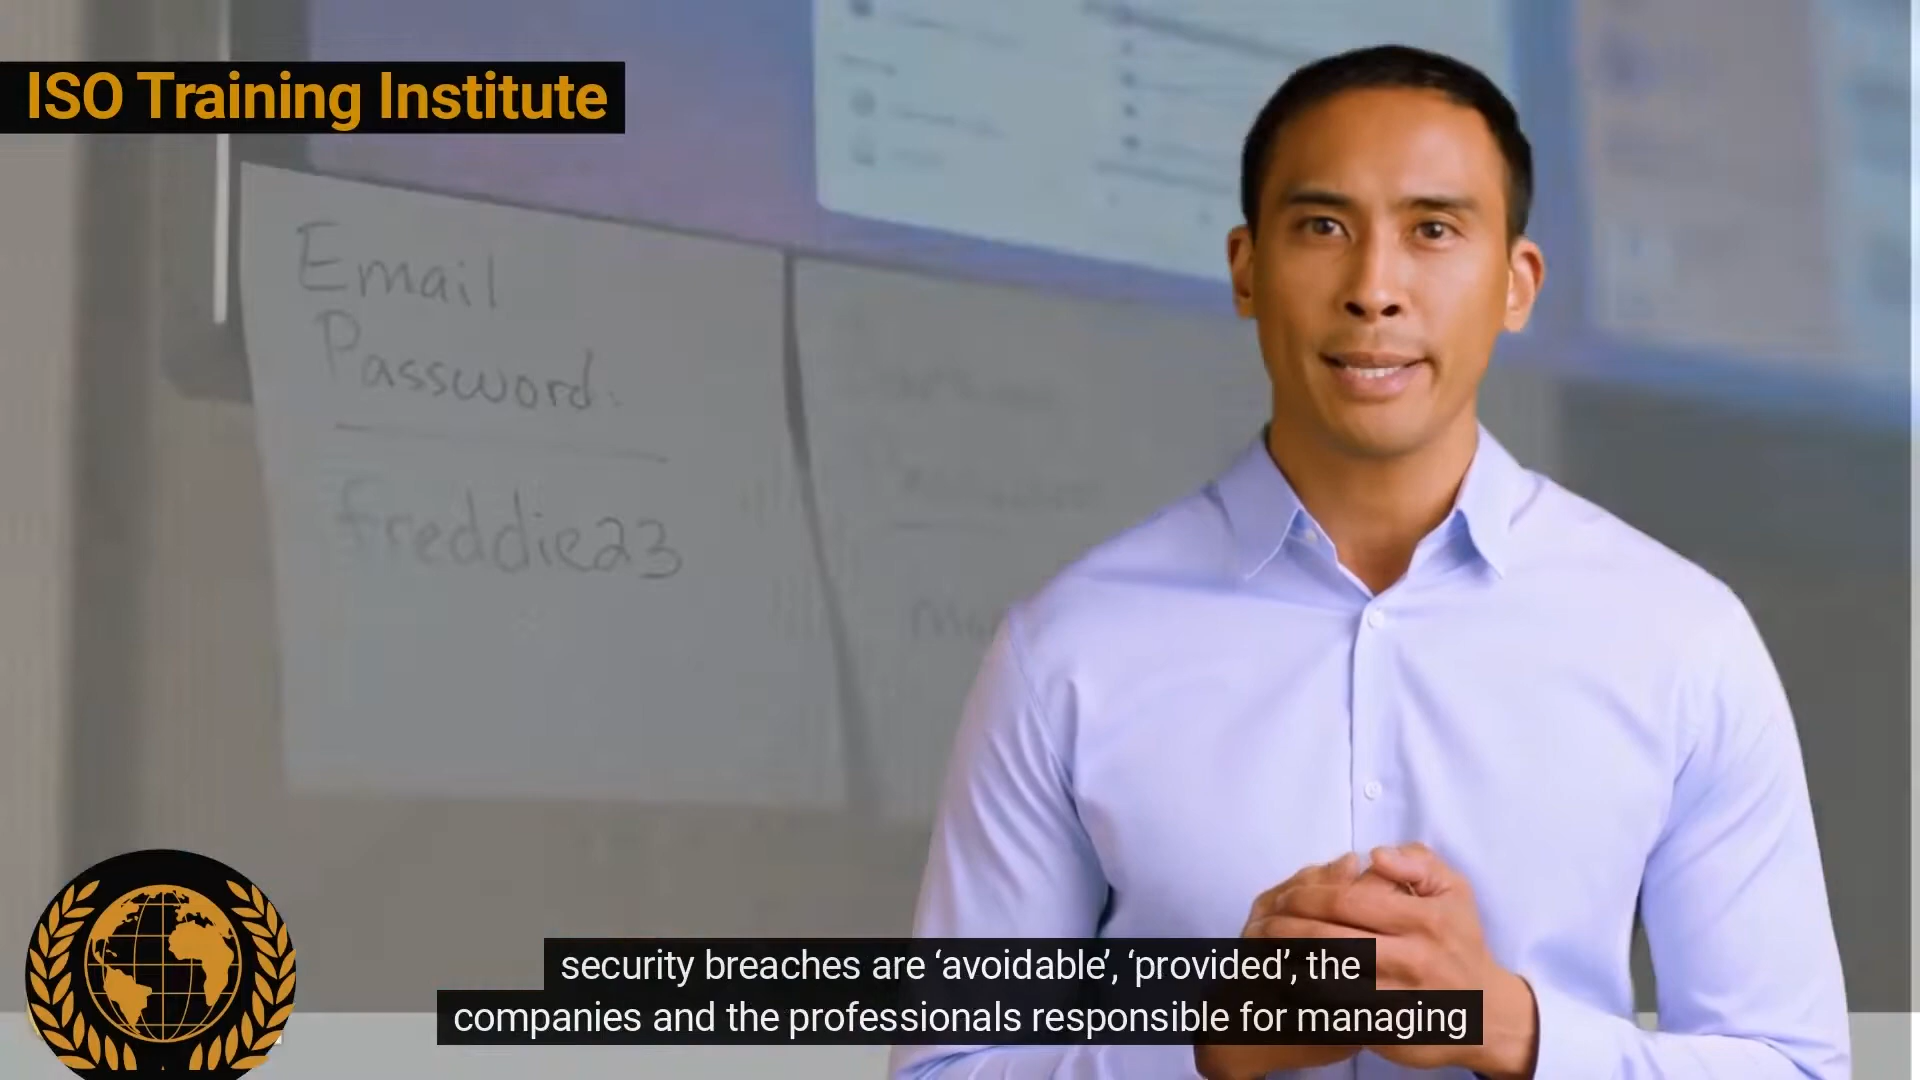 ISO Training Institute
Email
Password:
freddie23
security breaches are ‘avoidable’, ‘provided’, the
companies and the professionals responsible for managing